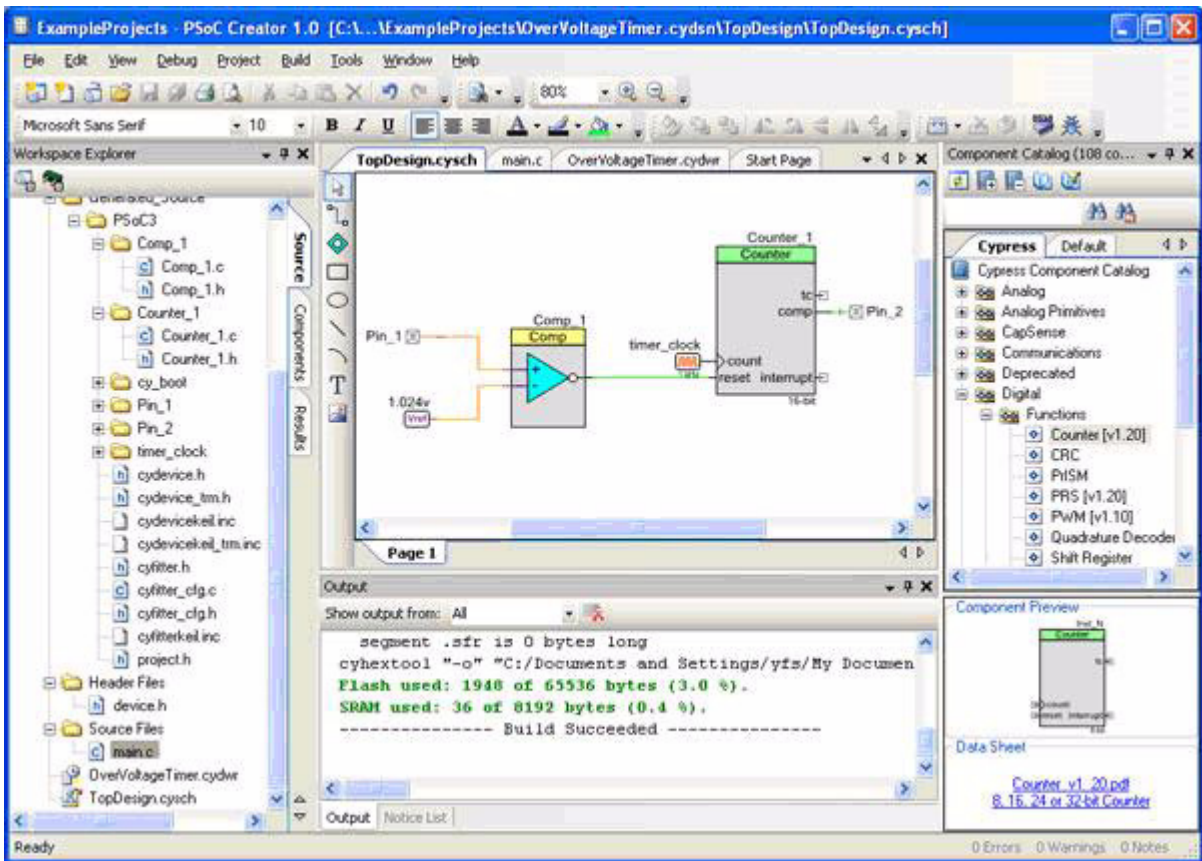 ExampleProjects - PSoC Creator 1.0 [C:\...\ExampleProjects\OverVoltageTimer.cydsn\TopDesign\TopDesign.cysch]
File Edit View Debug Project Build Tools Window Help
80%
Microsoft Sans Serif 10 B I U A
Workspace Explorer
Generated_Source
PSoC3
Comp_1
Comp_1.c
Comp_1.h
Counter_1
Counter_1.c
Counter_1.h
cy_boot
Pin_1
Pin_2
timer_clock
cydevice.h
cydevice_trm.h
cydevicekeil.inc
cydevicekeil_trm.inc
cyfitter.h
cyfitter_cfg.c
cyfitter_cfg.h
cyfitterkeil.inc
project.h
Header Files
device.h
Source Files
main.c
OverVoltageTimer.cydwr
TopDesign.cysch
Source
Components
Results
TopDesign.cysch main.c OverVoltageTimer.cydwr Start Page
T
Counter_1
Counter
tc
comp
Pin_2
Pin_1
Comp_1
Comp
timer_clock
count
reset interrupt
16-bit
1.024v
Vref
Page 1
Output
Show output from: All
segment .sfr is 0 bytes long
cyhextool "-o" "C:/Documents and Settings/yfs/My Documen
Flash used: 1948 of 65536 bytes (3.0 %).
SRAM used: 36 of 8192 bytes (0.4 %).
--------------- Build Succeeded ---------------
Output Notice List
Component Catalog (108 co...
Cypress Default
Cypress Component Catalog
Analog
Analog Primitives
CapSense
Communications
Deprecated
Digital
Functions
Counter [v1.20]
CRC
PrISM
PRS [v1.20]
PWM [v1.10]
Quadrature Decoder
Shift Register
Component Preview
Inst_N
Counter
Data Sheet
Counter_v1_20.pdf
8, 16, 24 or 32-bit Counter
Ready
0 Errors 0 Warnings 0 Notes